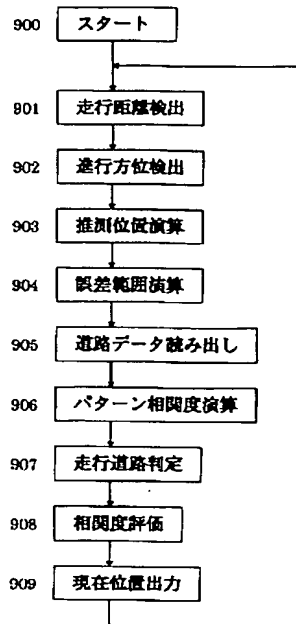 900 スタート
901 走行距離検出
902 進行方位検出
903 推測位置演算
904 誤差範囲演算
905 道路データ読み出し
906 パターン相関度演算
907 走行道路判定
908 相関度評価
909 現在位置出力